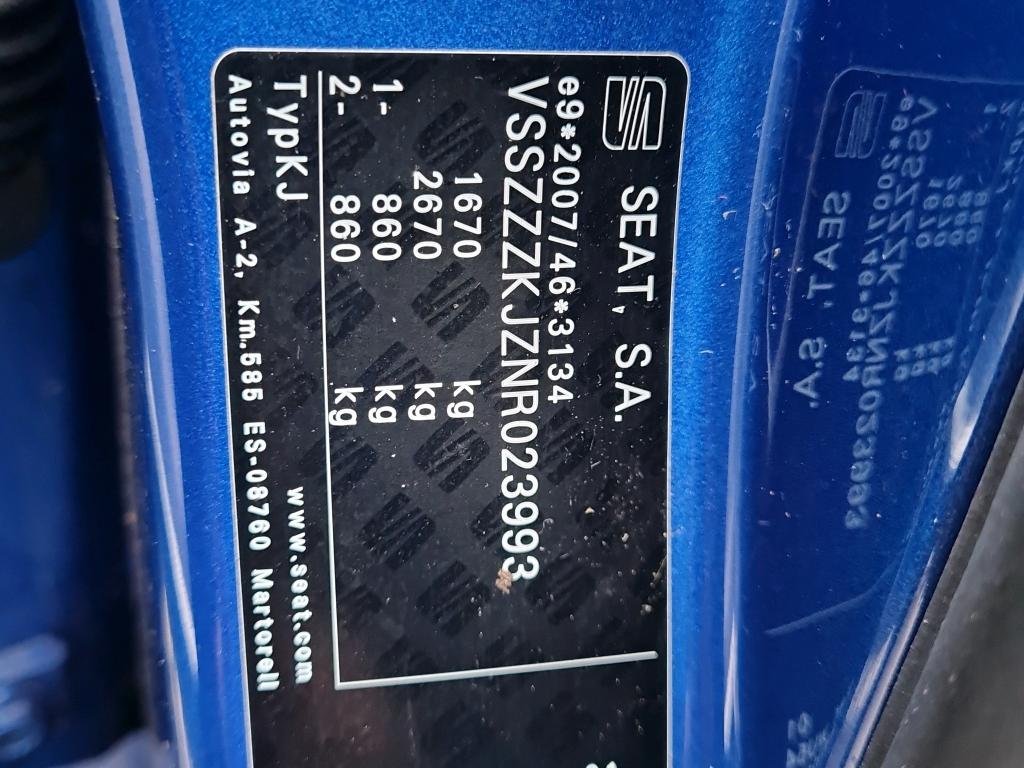 SEAT, S.A.
e9*2007/46*3134
VSSZZZKJZNR023993
1670 kg
2670 kg
1- 860 kg
2- 860 kg
TypKJ www.seat.com
Autovia A-2, Km.585 ES-08760 Martorell